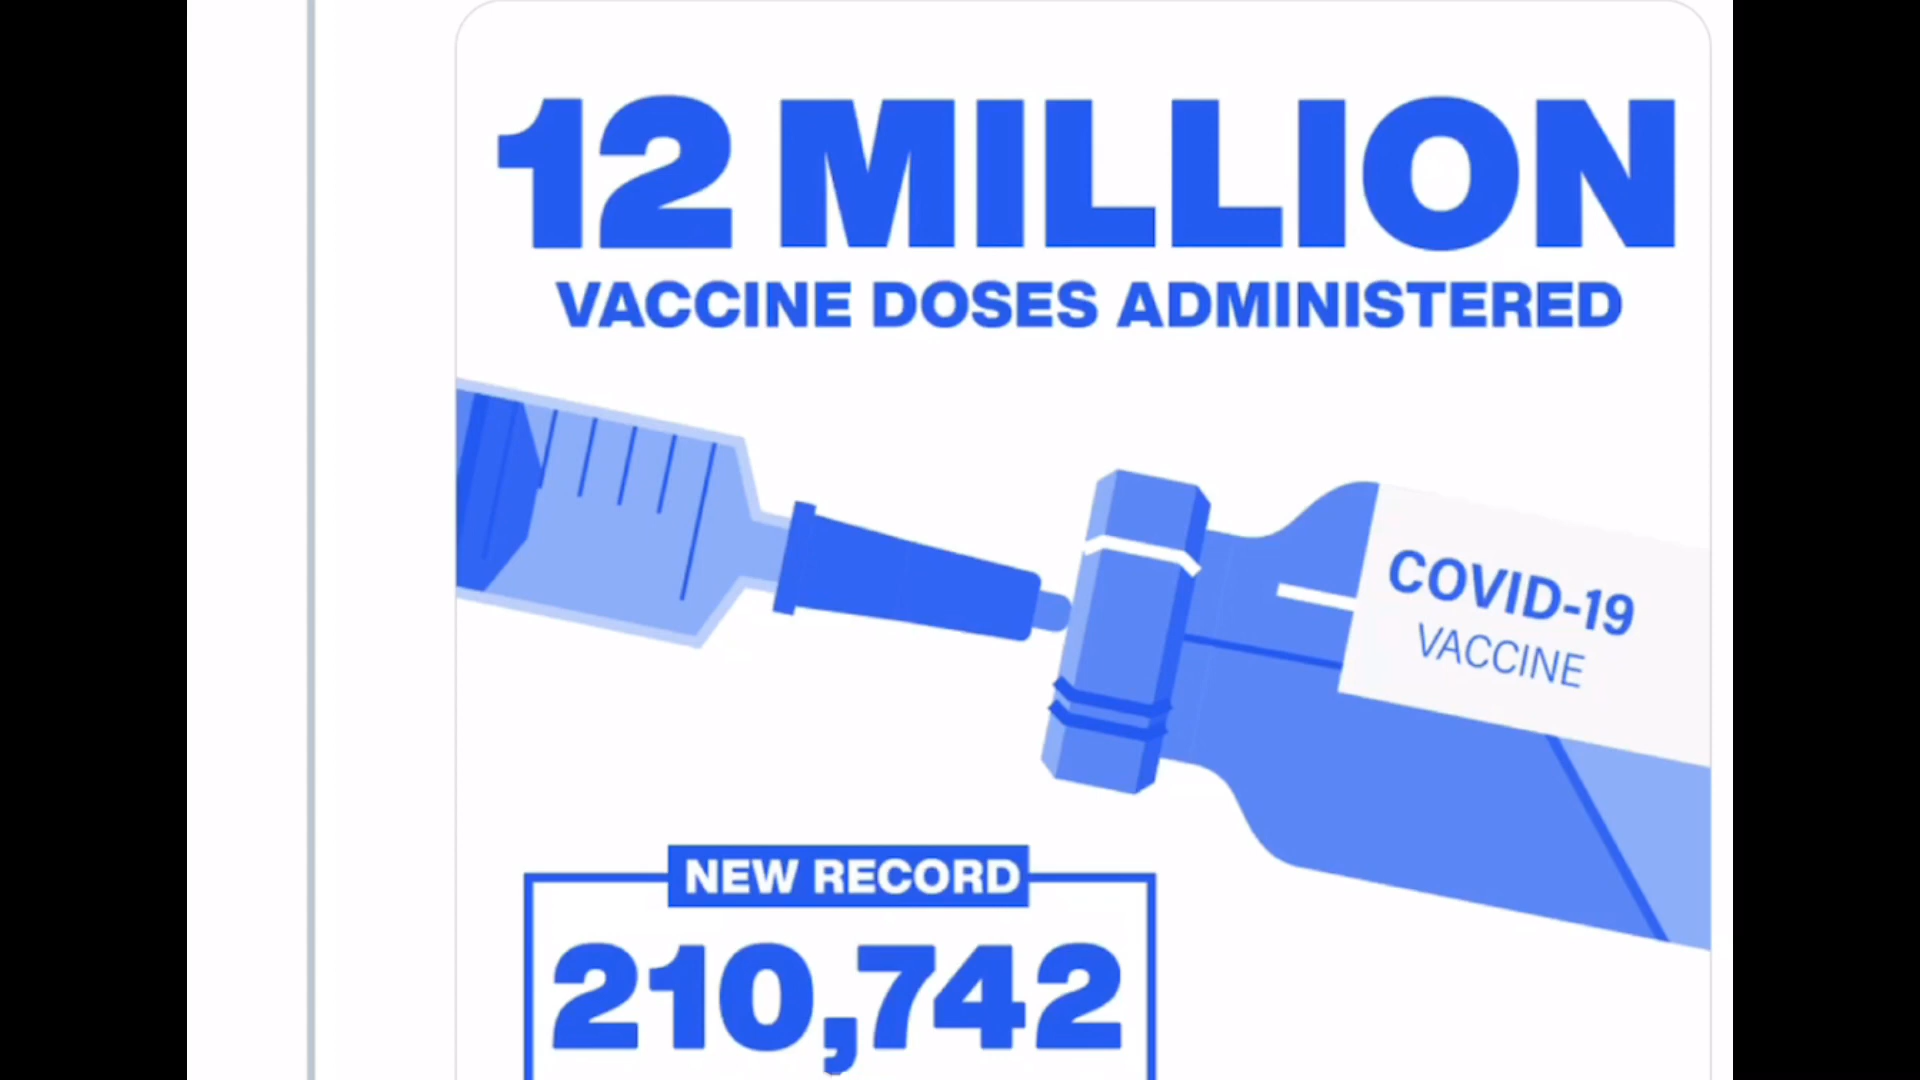 12 MILLION
VACCINE DOSES ADMINISTERED
COVID-19
VACCINE
NEW RECORD
210,742